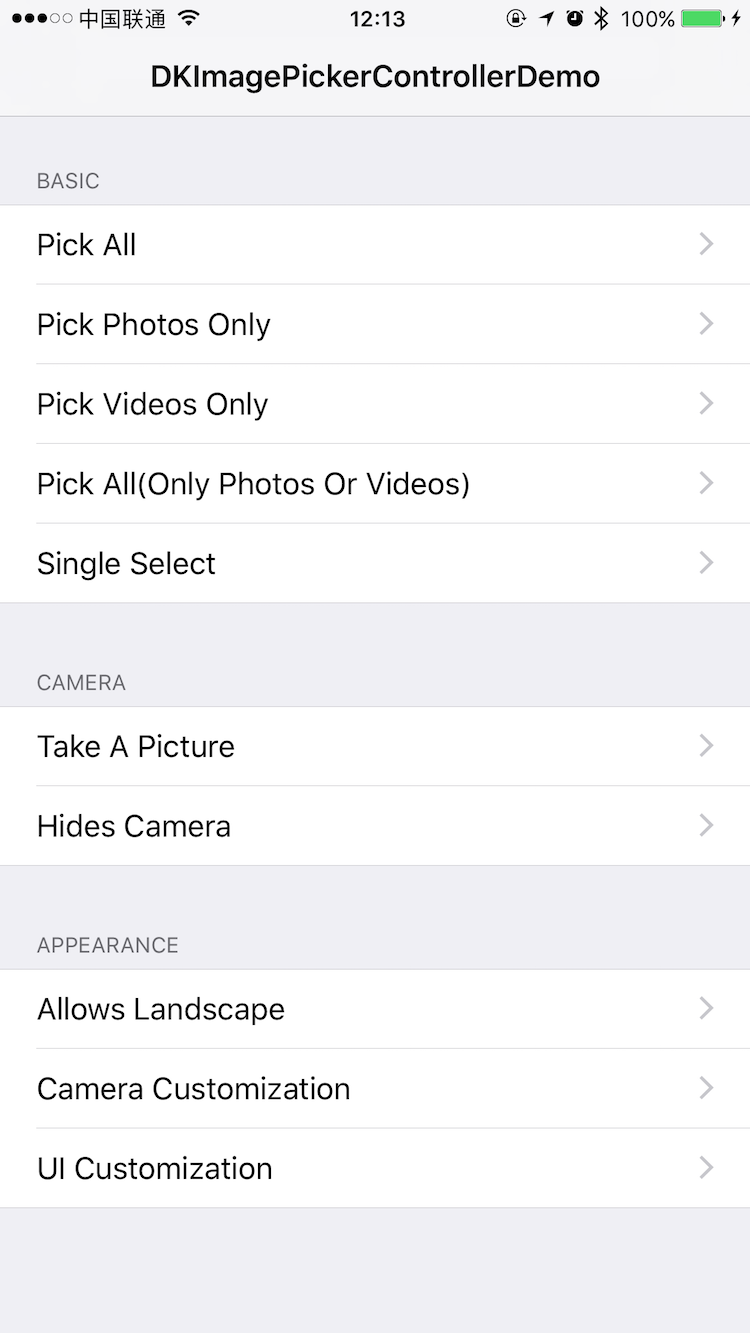 中国联通 12:13 100%
DKImagePickerControllerDemo
BASIC
Pick All
Pick Photos Only
Pick Videos Only
Pick All(Only Photos Or Videos)
Single Select
CAMERA
Take A Picture
Hides Camera
APPEARANCE
Allows Landscape
Camera Customization
UI Customization